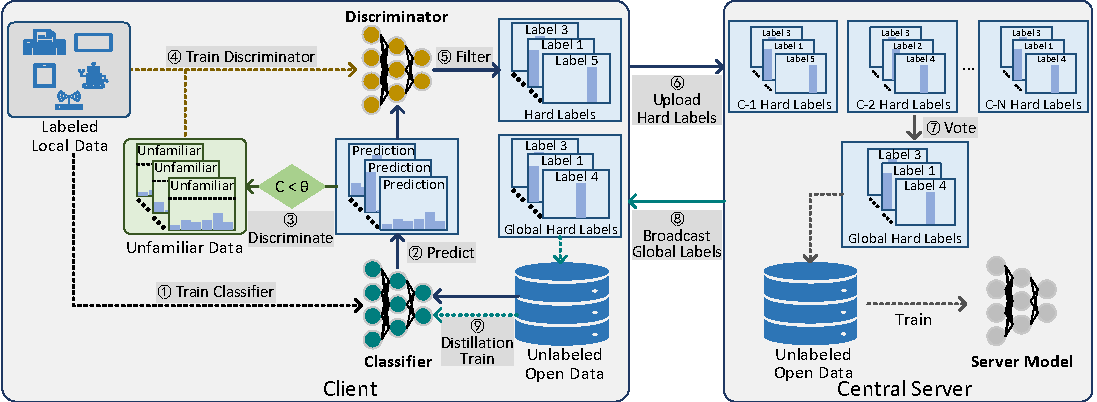 Discriminator
④ Train Discriminator
⑤ Filter
Label 3
Label 1
Label 5
Hard Labels
Labeled
Local Data
Unfamiliar
Unfamiliar
Unfamiliar
Unfamiliar Data
C < θ
③
Discriminate
Prediction
Prediction
Prediction
② Predict
Label 3
Label 1
Label 4
Global Hard Labels
① Train Classifier
Classifier
⑨
Distillation
Train
Unlabeled
Open Data
Client
⑥
Upload
Hard Labels
⑧
Broadcast
Global Labels
Label 3
Label 1
Label 5
C-1 Hard Labels
Label 3
Label 2
Label 4
C-2 Hard Labels
...
Label 3
Label 1
Label 4
C-N Hard Labels
⑦ Vote
Label 3
Label 1
Label 4
Global Hard Labels
Unlabeled
Open Data
Train
Server Model
Central Server